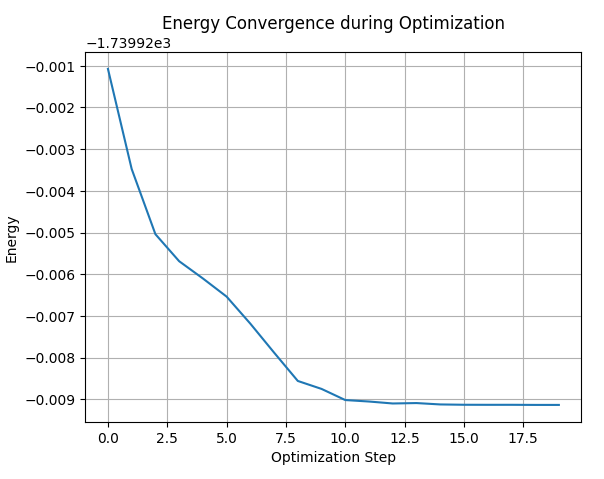 Energy Convergence during Optimization
−1.73992e3
−0.001
−0.002
−0.003
−0.004
−0.005
−0.006
−0.007
−0.008
−0.009
Energy
0.0 2.5 5.0 7.5 10.0 12.5 15.0 17.5
Optimization Step